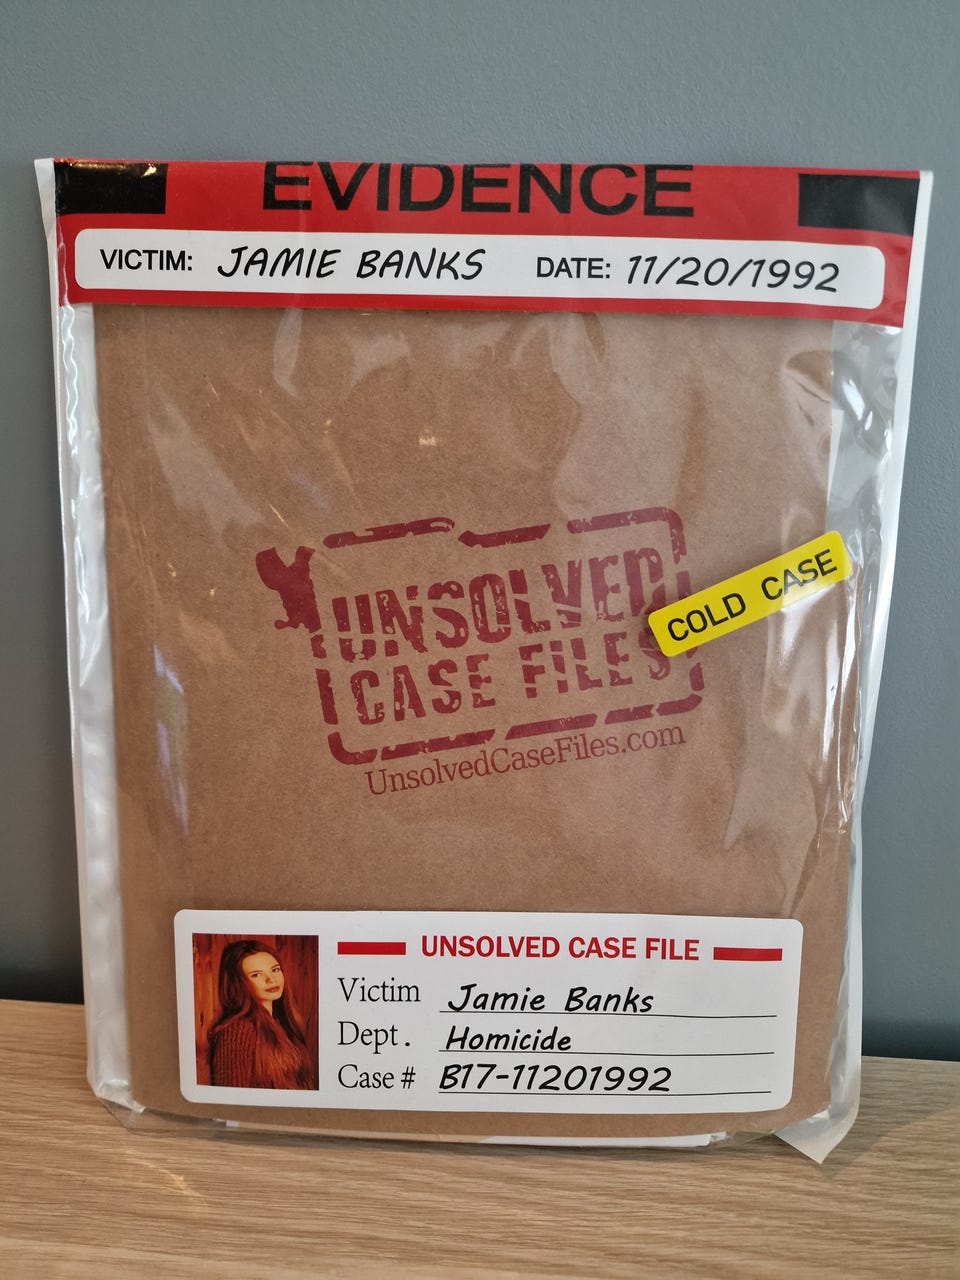 EVIDENCE
VICTIM: JAMIE BANKS DATE: 11/20/1992
UNSOLVED
CASE FILES
COLD CASE
UnsolvedCaseFiles.com
UNSOLVED CASE FILE
Victim Jamie Banks
Dept. Homicide
Case # B17-11201992